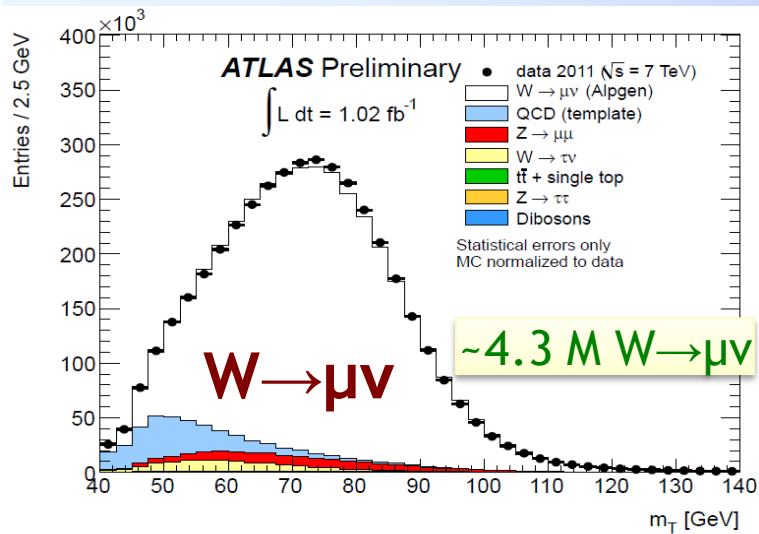 ×10³
400
350
300
250
200
150
100
50
0
Entries / 2.5 GeV
ATLAS Preliminary
∫L dt = 1.02 fb⁻¹
data 2011 (√s = 7 TeV)
W → μν (Alpgen)
QCD (template)
Z → μμ
W → τν
tt̄ + single top
Z → ττ
Dibosons
Statistical errors only
MC normalized to data
W→μν
~4.3 M W→μν
40 50 60 70 80 90 100 110 120 130 140
m_T [GeV]